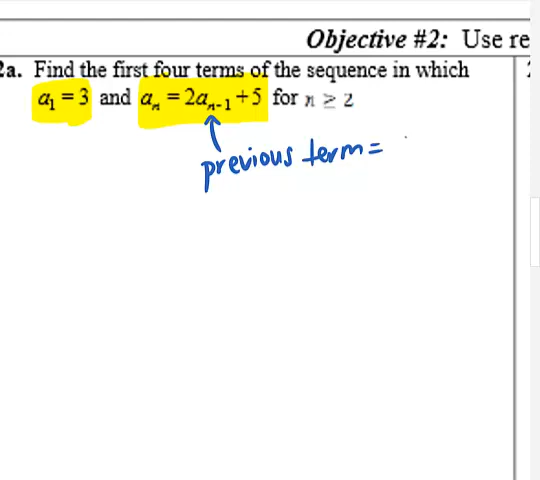 Objective #2: Use re
2a. Find the first four terms of the sequence in which
a₁ = 3 and aₙ = 2aₙ₋₁ + 5 for n ≥ 2
previous term =